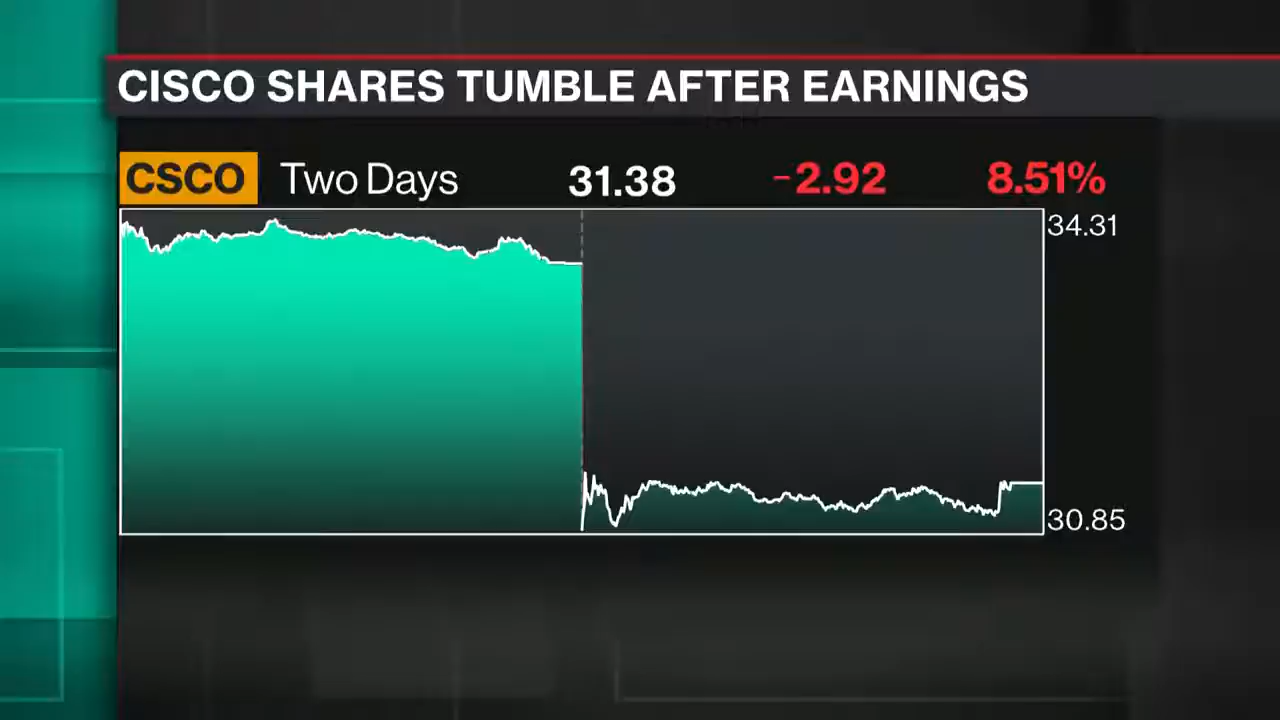 CISCO SHARES TUMBLE AFTER EARNINGS
CSCO Two Days 31.38 -2.92 8.51%
34.31
30.85